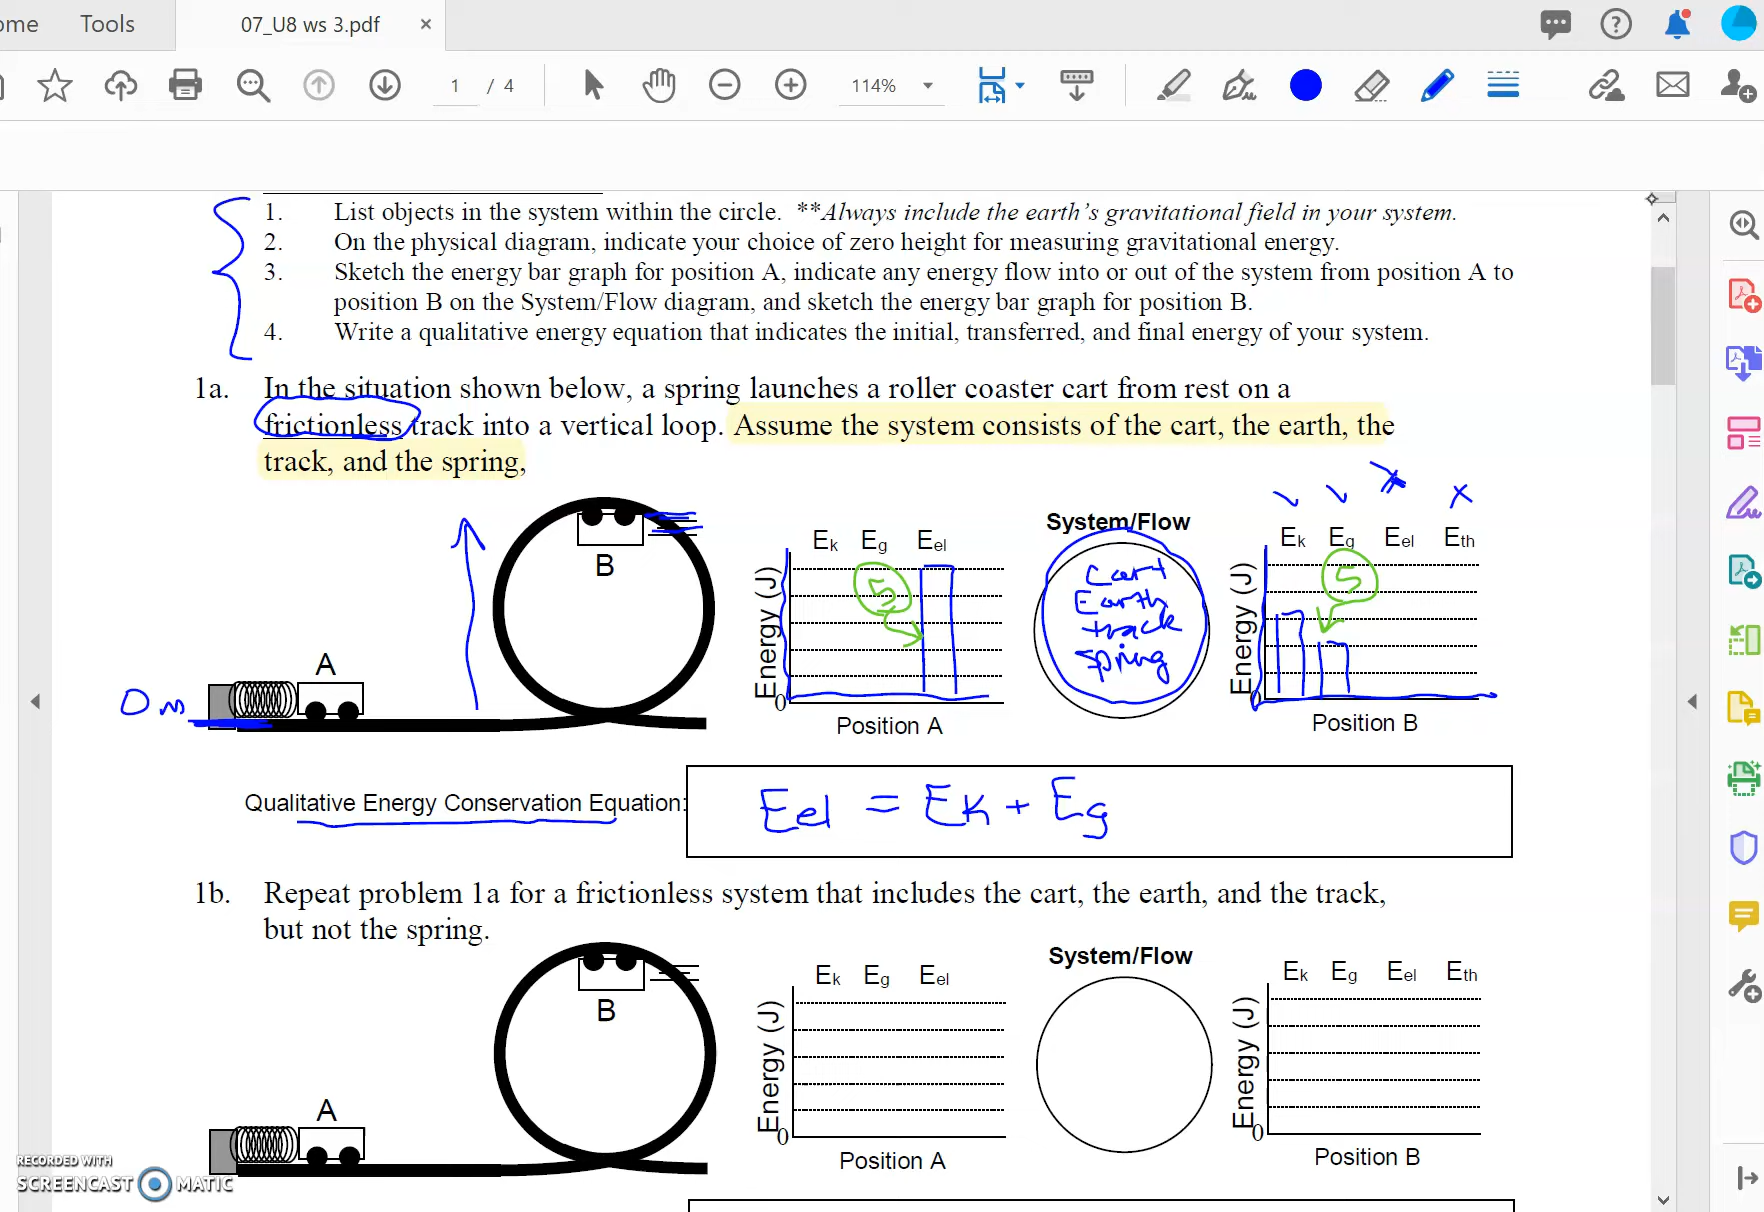 ome Tools 07_U8 ws 3.pdf ×
1 / 4 114%
1. List objects in the system within the circle. **Always include the earth's gravitational field in your system.
2. On the physical diagram, indicate your choice of zero height for measuring gravitational energy.
3. Sketch the energy bar graph for position A, indicate any energy flow into or out of the system from position A to
position B on the System/Flow diagram, and sketch the energy bar graph for position B.
4. Write a qualitative energy equation that indicates the initial, transferred, and final energy of your system.
1a. In the situation shown below, a spring launches a roller coaster cart from rest on a
frictionless track into a vertical loop. Assume the system consists of the cart, the earth, the
track, and the spring,
B
A
0 m
Ek Eg Eel
Energy (J)
5
0
Position A
System/Flow
Cart
Earth
track
spring
Ek Eg Eel Eth
Energy (J)
5
0
Position B
Qualitative Energy Conservation Equation:
Eel = Ek + Eg
1b. Repeat problem 1a for a frictionless system that includes the cart, the earth, and the track,
but not the spring.
B
A
Ek Eg Eel
Energy (J)
0
Position A
System/Flow
Ek Eg Eel Eth
Energy (J)
0
Position B
RECORDED WITH
SCREENCAST MATIC